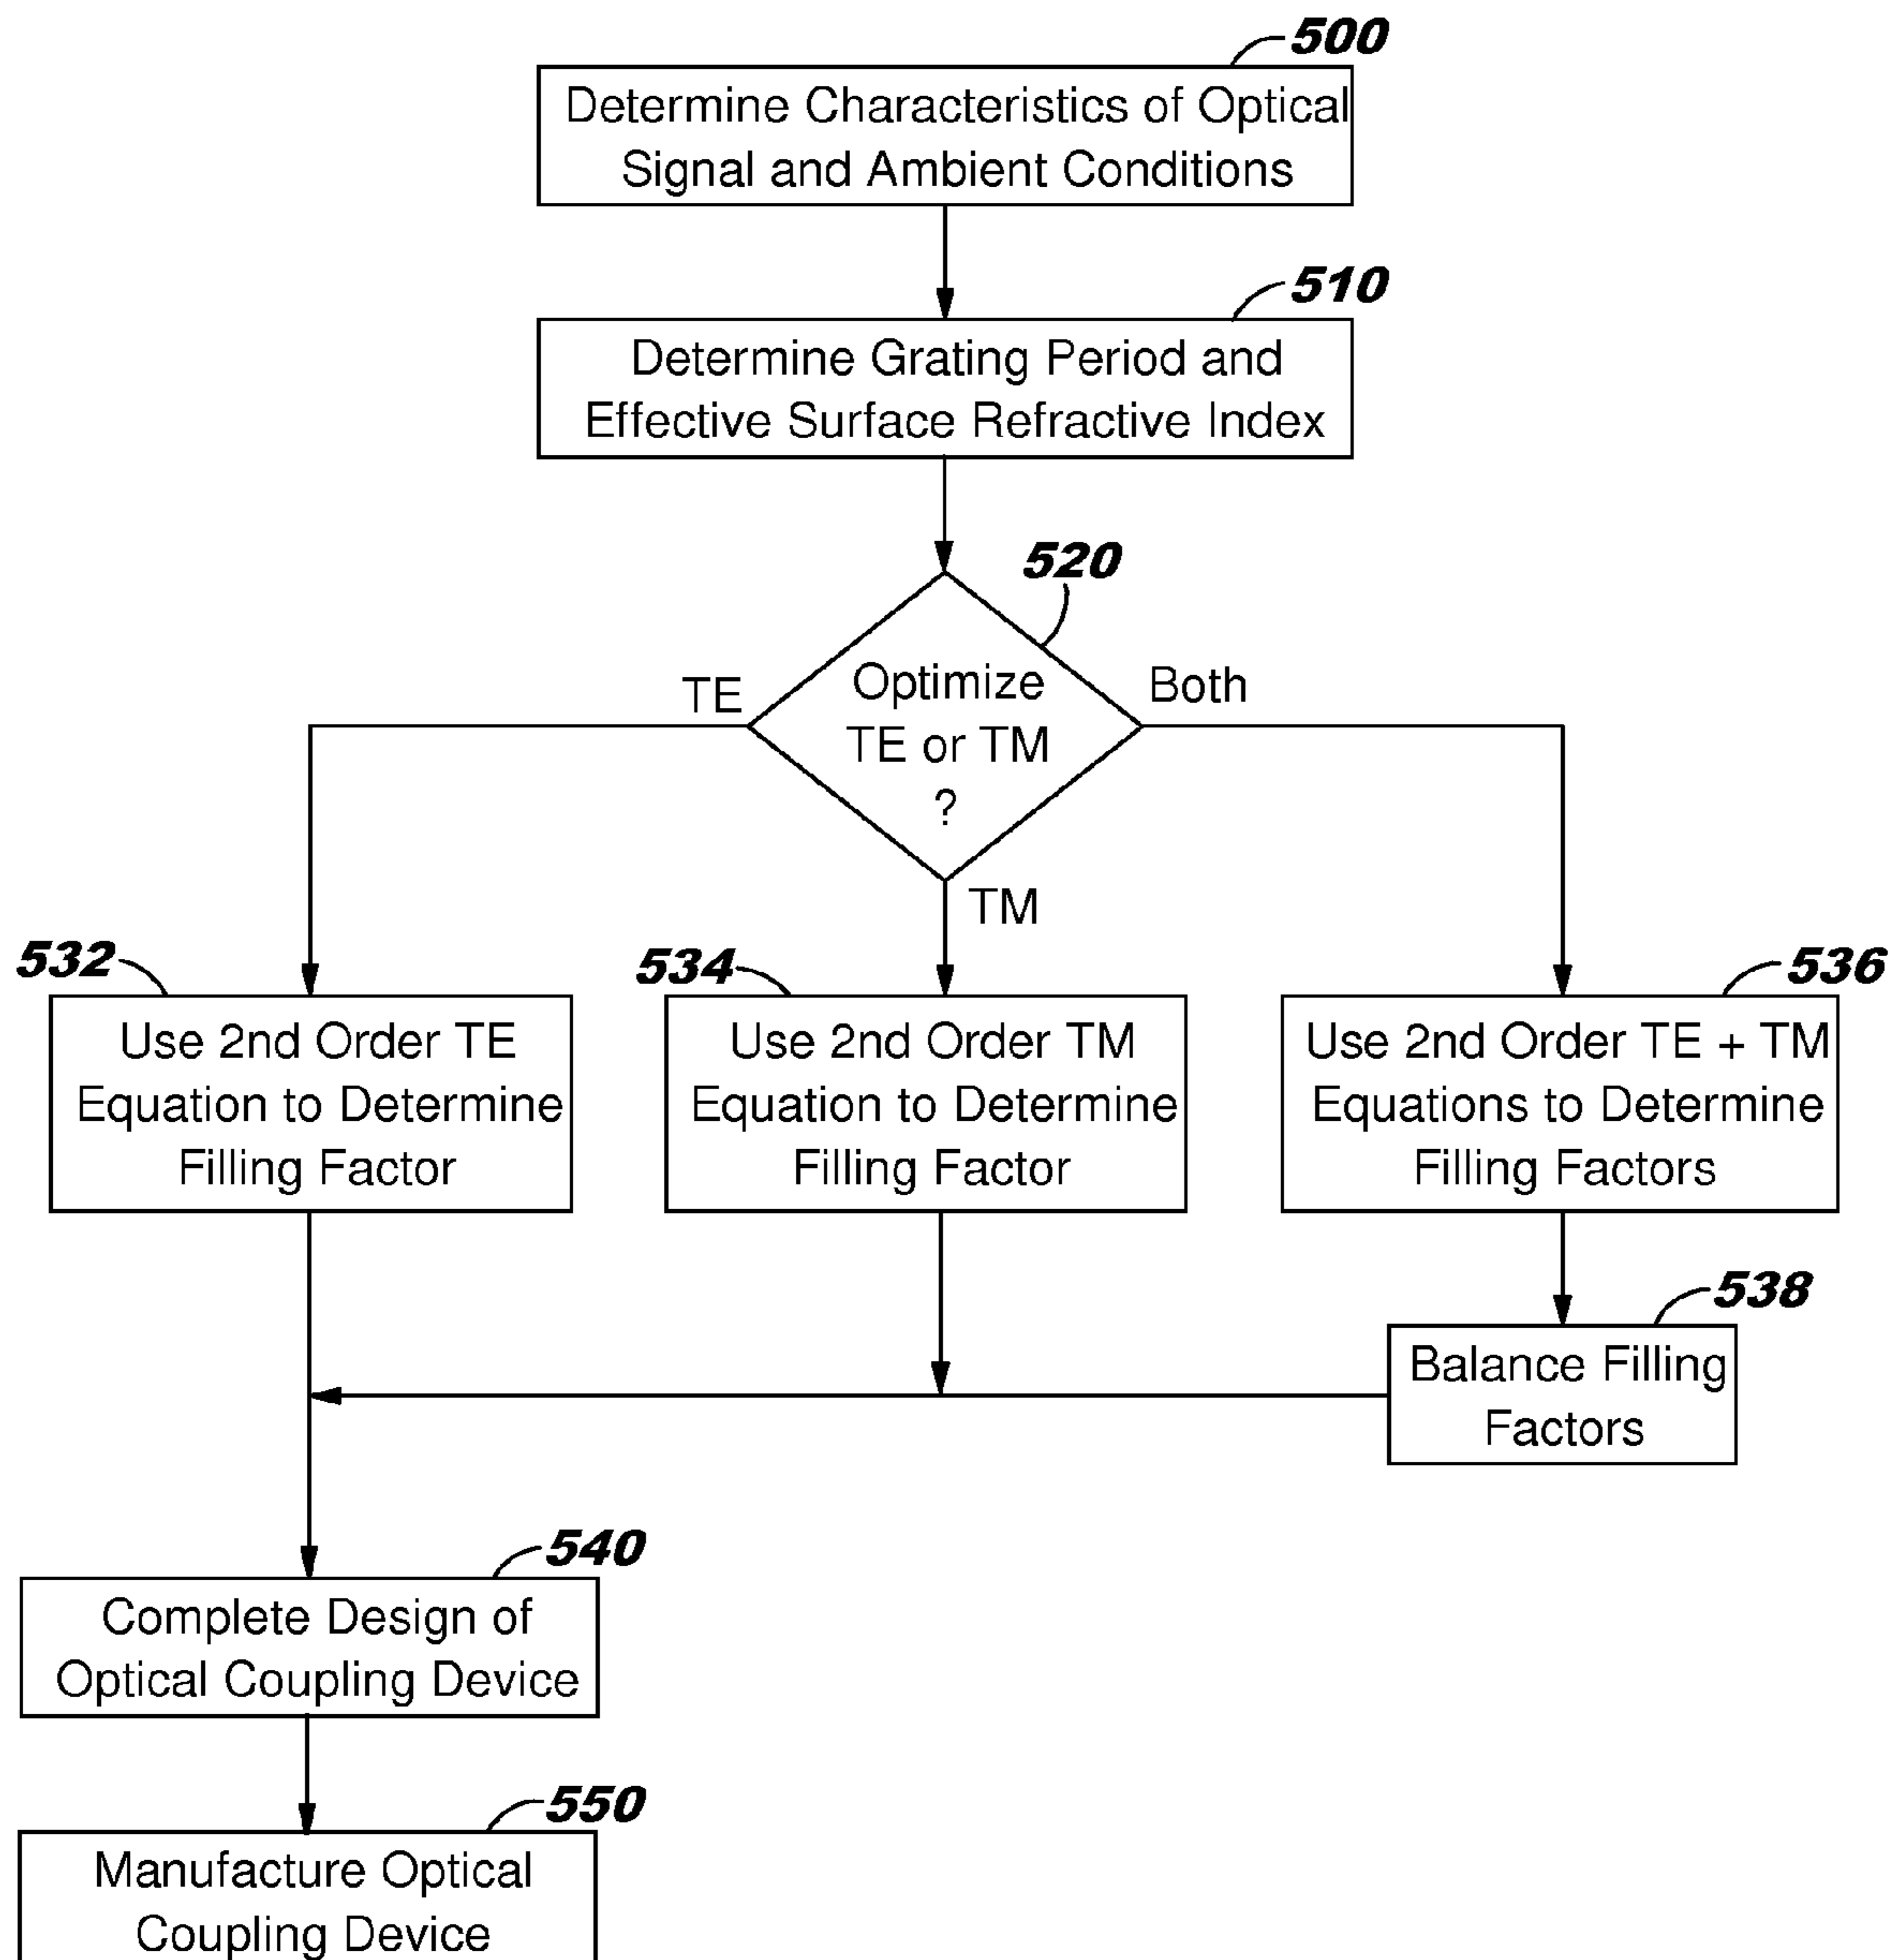 500
Determine Characteristics of Optical
Signal and Ambient Conditions
510
Determine Grating Period and
Effective Surface Refractive Index
520
Optimize
TE or TM
?
TE
Both
TM
532
Use 2nd Order TE
Equation to Determine
Filling Factor
534
Use 2nd Order TM
Equation to Determine
Filling Factor
536
Use 2nd Order TE + TM
Equations to Determine
Filling Factors
538
Balance Filling
Factors
540
Complete Design of
Optical Coupling Device
550
Manufacture Optical
Coupling Device